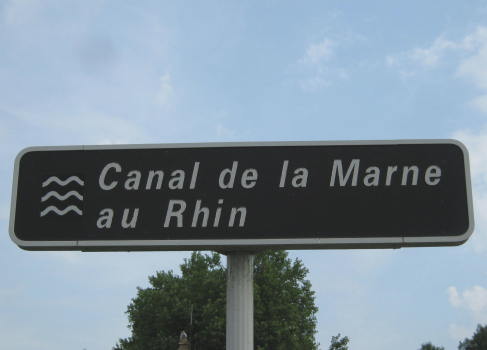 Canal de la Marne
au Rhin